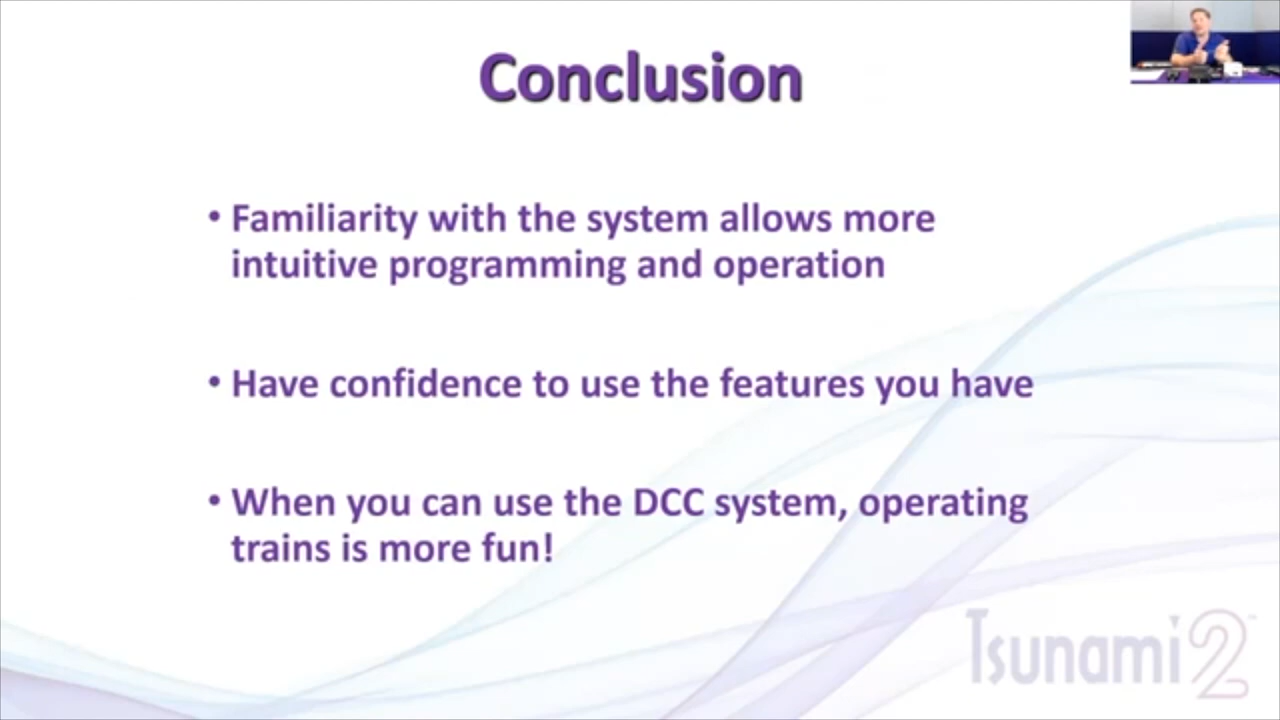 Conclusion
• Familiarity with the system allows more
intuitive programming and operation
• Have confidence to use the features you have
• When you can use the DCC system, operating
trains is more fun!
Tsunami2™